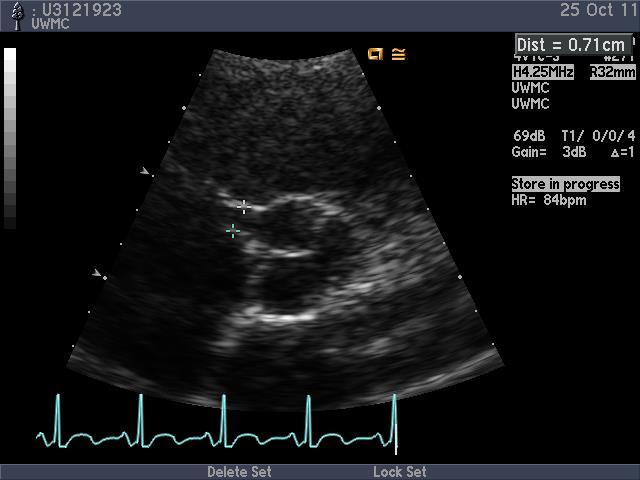 : U3121923
25 Oct 11
UWMC
Dist = 0.71cm
H4.25MHz R32mm
UWMC
UWMC
69dB T1/ 0/0/4
Gain= 3dB Δ=1
Store in progress
HR= 84bpm
Delete Set Lock Set